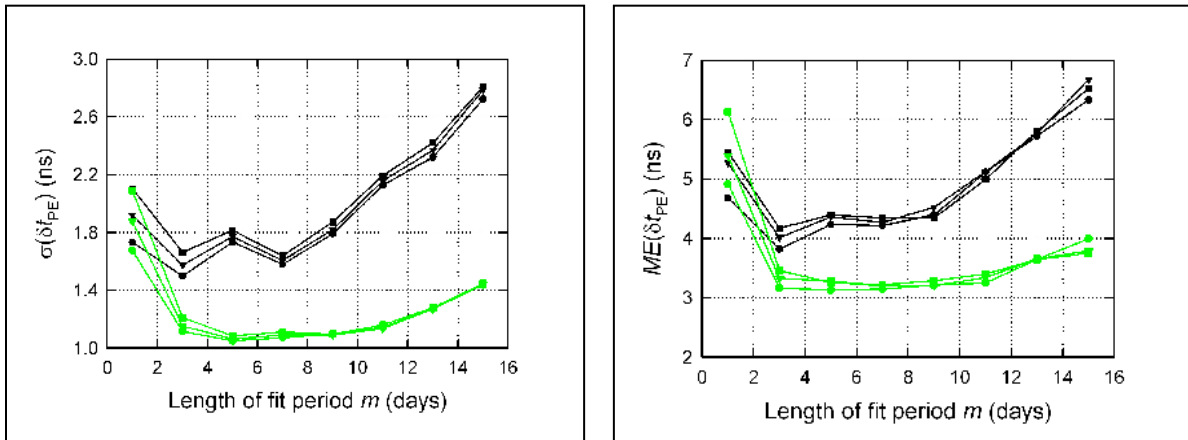 3.0
2.6
2.2
1.8
1.4
1.0
σ(δt_PE) (ns)
0 2 4 6 8 10 12 14 16
Length of fit period m (days)
7
6
5
4
3
2
ME(δt_PE) (ns)
0 2 4 6 8 10 12 14 16
Length of fit period m (days)